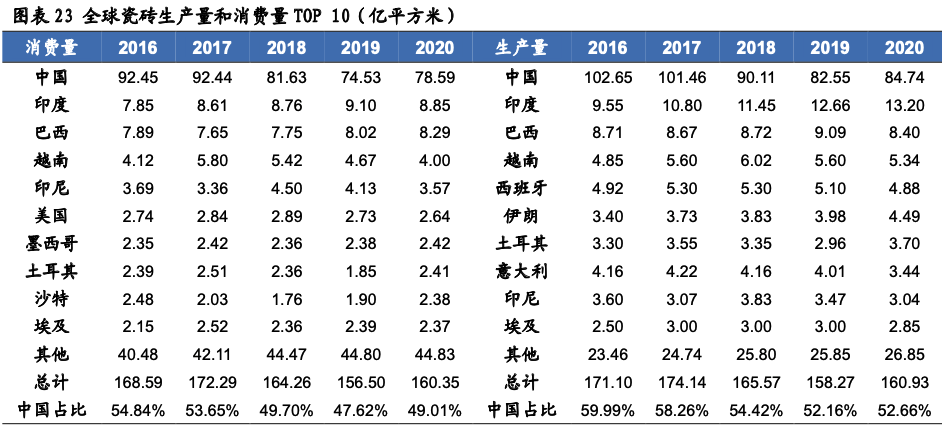 图表 23 全球瓷砖生产量和消费量 TOP 10（亿平方米）
消费量 2016 2017 2018 2019 2020 生产量 2016 2017 2018 2019 2020
中国 92.45 92.44 81.63 74.53 78.59 中国 102.65 101.46 90.11 82.55 84.74
印度 7.85 8.61 8.76 9.10 8.85 印度 9.55 10.80 11.45 12.66 13.20
巴西 7.89 7.65 7.75 8.02 8.29 巴西 8.71 8.67 8.72 9.09 8.40
越南 4.12 5.80 5.42 4.67 4.00 越南 4.85 5.60 6.02 5.60 5.34
印尼 3.69 3.36 4.50 4.13 3.57 西班牙 4.92 5.30 5.30 5.10 4.88
美国 2.74 2.84 2.89 2.73 2.64 伊朗 3.40 3.73 3.83 3.98 4.49
墨西哥 2.35 2.42 2.36 2.38 2.42 土耳其 3.30 3.55 3.35 2.96 3.70
土耳其 2.39 2.51 2.36 1.85 2.41 意大利 4.16 4.22 4.16 4.01 3.44
沙特 2.48 2.03 1.76 1.90 2.38 印尼 3.60 3.07 3.83 3.47 3.04
埃及 2.15 2.52 2.36 2.39 2.37 埃及 2.50 3.00 3.00 3.00 2.85
其他 40.48 42.11 44.47 44.80 44.83 其他 23.46 24.74 25.80 25.85 26.85
总计 168.59 172.29 164.26 156.50 160.35 总计 171.10 174.14 165.57 158.27 160.93
中国占比 54.84% 53.65% 49.70% 47.62% 49.01% 中国占比 59.99% 58.26% 54.42% 52.16% 52.66%